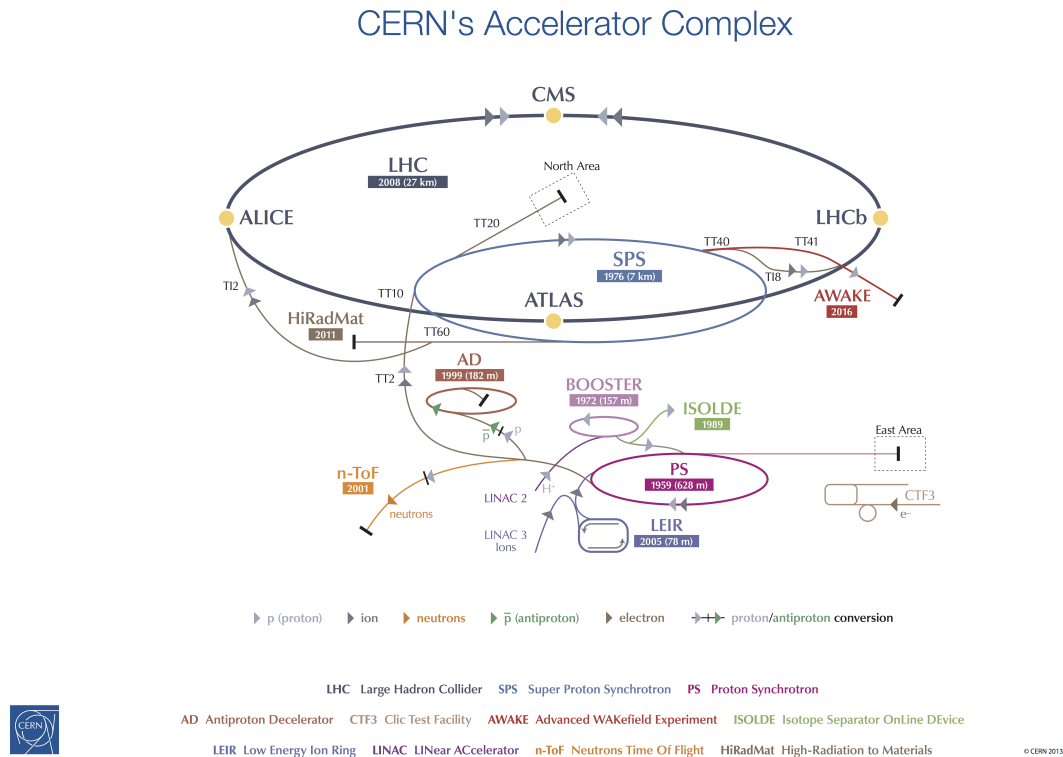 CERN's Accelerator Complex
CMS
North Area
LHC
2008 (27 km)
ALICE
LHCb
TT20
TT40
TT41
SPS
1976 (7 km)
TI8
TI2
TT10
ATLAS
AWAKE
2016
HiRadMat
2011
TT60
AD
1999 (182 m)
TT2
BOOSTER
1972 (157 m)
ISOLDE
1989
p̅
p
East Area
n-ToF
2001
neutrons
PS
1959 (628 m)
H⁺
LINAC 2
CTF3
e⁻
LEIR
2005 (78 m)
LINAC 3
Ions
p (proton) ion neutrons p̅ (antiproton) electron proton/antiproton conversion
LHC Large Hadron Collider SPS Super Proton Synchrotron PS Proton Synchrotron
AD Antiproton Decelerator CTF3 Clic Test Facility AWAKE Advanced WAKefield Experiment ISOLDE Isotope Separator OnLine DEvice
LEIR Low Energy Ion Ring LINAC LINear ACcelerator n-ToF Neutrons Time Of Flight HiRadMat High-Radiation to Materials
CERN
© CERN 2013